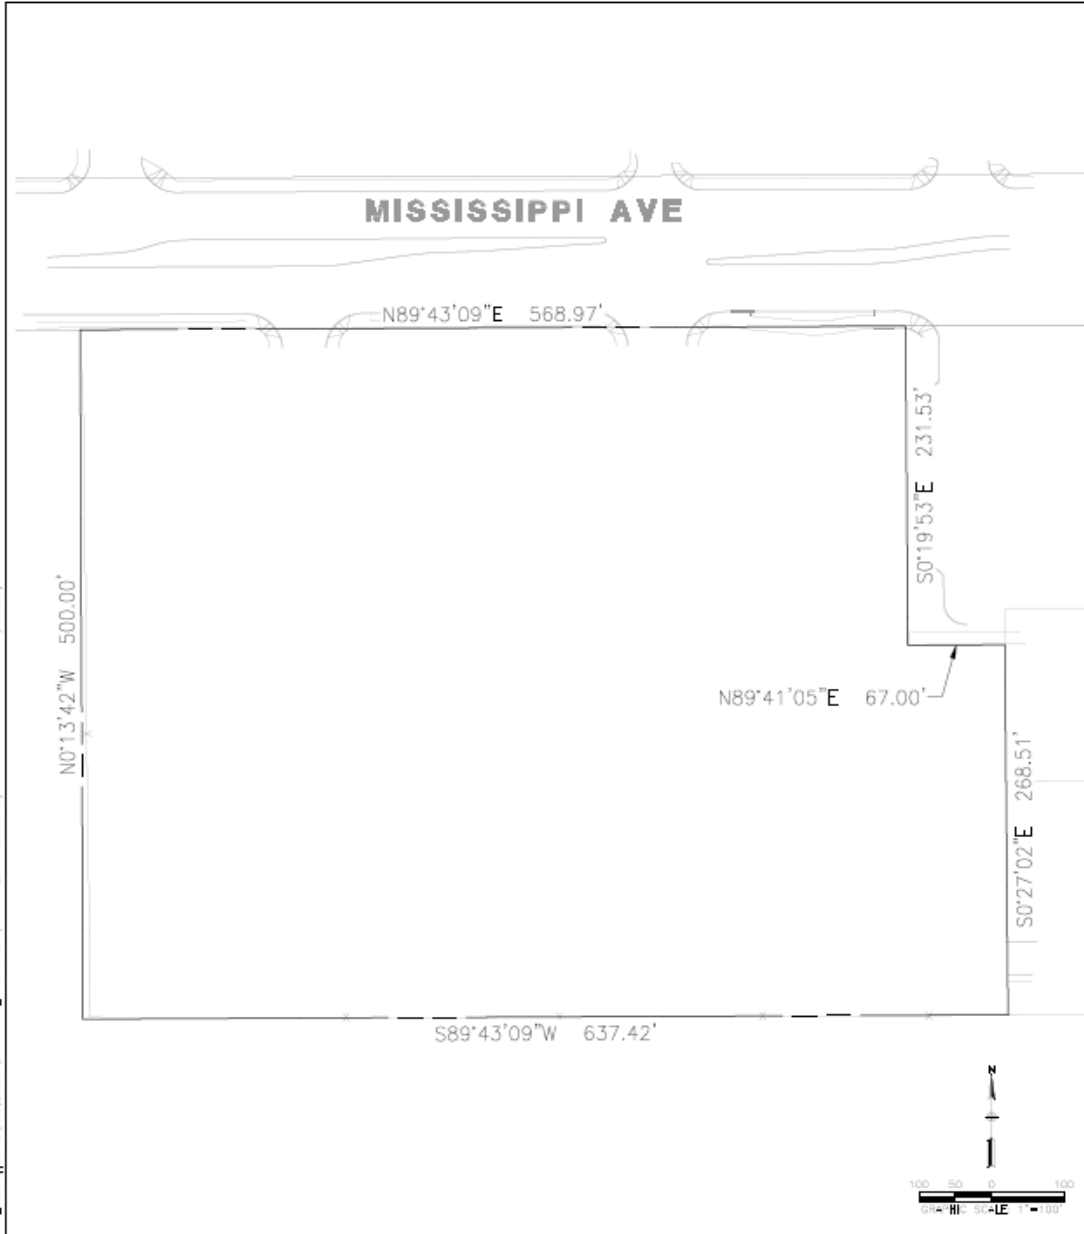 MISSISSIPPI AVE
N89°43'09"E 568.97'
S0°19'53"E 231.53'
N0°13'42"W 500.00'
N89°41'05"E 67.00'
S0°27'02"E 268.51'
S89°43'09"W 637.42'
N
100 50 0 100
GRAPHIC SCALE 1"=100'